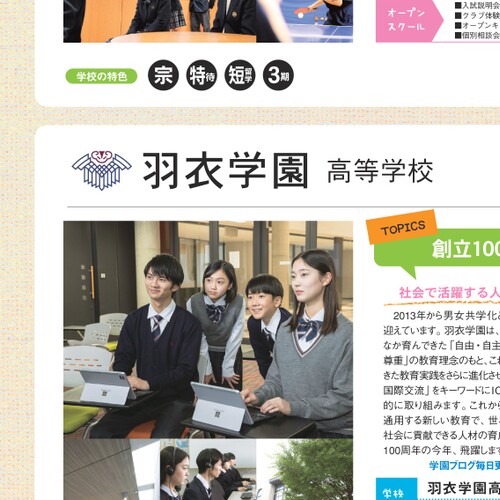 オープン
スクール
■入試説明会
■クラブ体験
■オープンキ
■個別相談会
学校の特色
宗 特待 短留学 3期
羽衣学園 高等学校
TOPICS
創立100
社会で活躍する人
2013年から男女共学化と
迎えています。羽衣学園は、
なか育んできた「自由・自主
尊重」の教育理念のもと、これ
きた教育実践をさらに進化させ
国際交流」をキーワードにIC
的に取り組みます。これから
通用する新しい教育で、世
社会に貢献できる人材の育
100周年の今年、飛躍しま
学園ブログ毎日更
学校
羽衣学園高